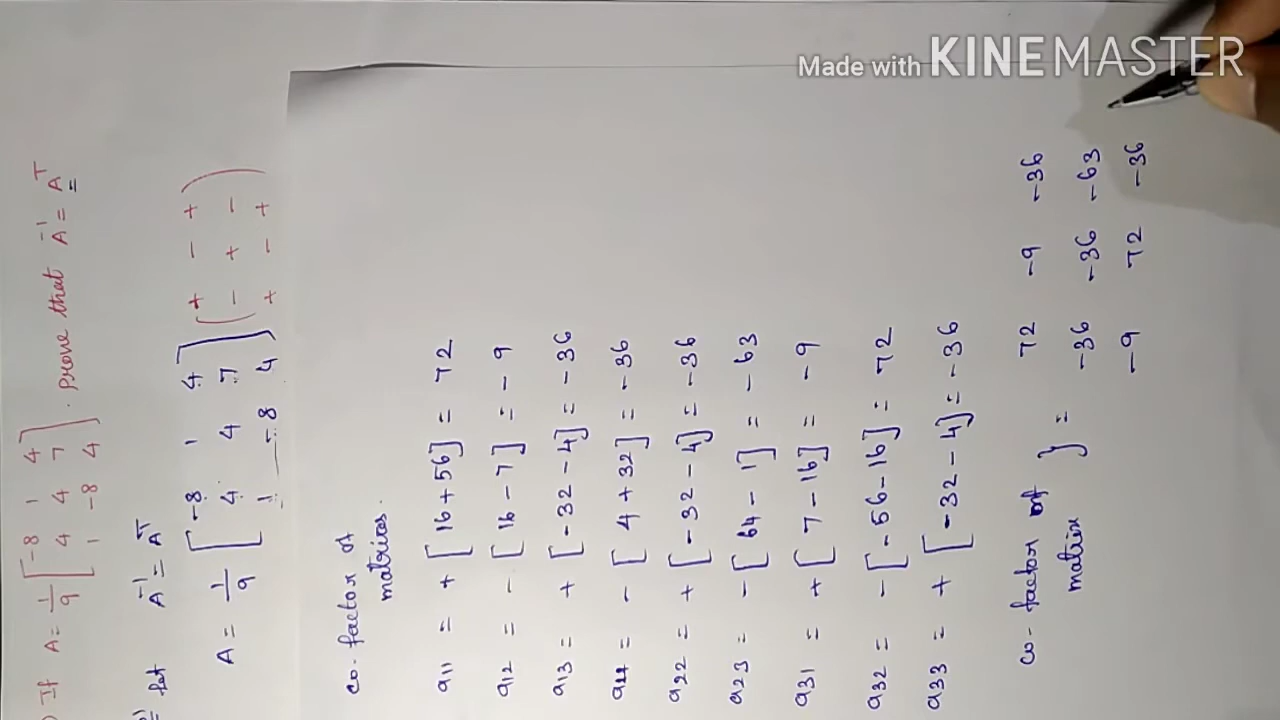 ) If A = 1/9 [ -8 1 4
4 4 7
1 -8 4 ] . prove that A⁻¹ = Aᵀ
let A⁻¹ = Aᵀ
A = 1/9 [ -8 1 4
4 4 7
1 -8 4 ] ( + - +
- + -
+ - + )
co. factor of
matrices.
a11 = + [16+56] = 72
a12 = - [16-7] = -9
a13 = + [-32-4] = -36
a21 = - [4+32] = -36
a22 = + [-32-4] = -36
a23 = - [64-1] = -63
a31 = + [7-16] = -9
a32 = - [-56-16] = 72
a33 = + [-32-4] = -36
co-factor of
matrix } =
72 -9 -36
-36 -36 -63
-9 72 -36
Made with KINEMASTER